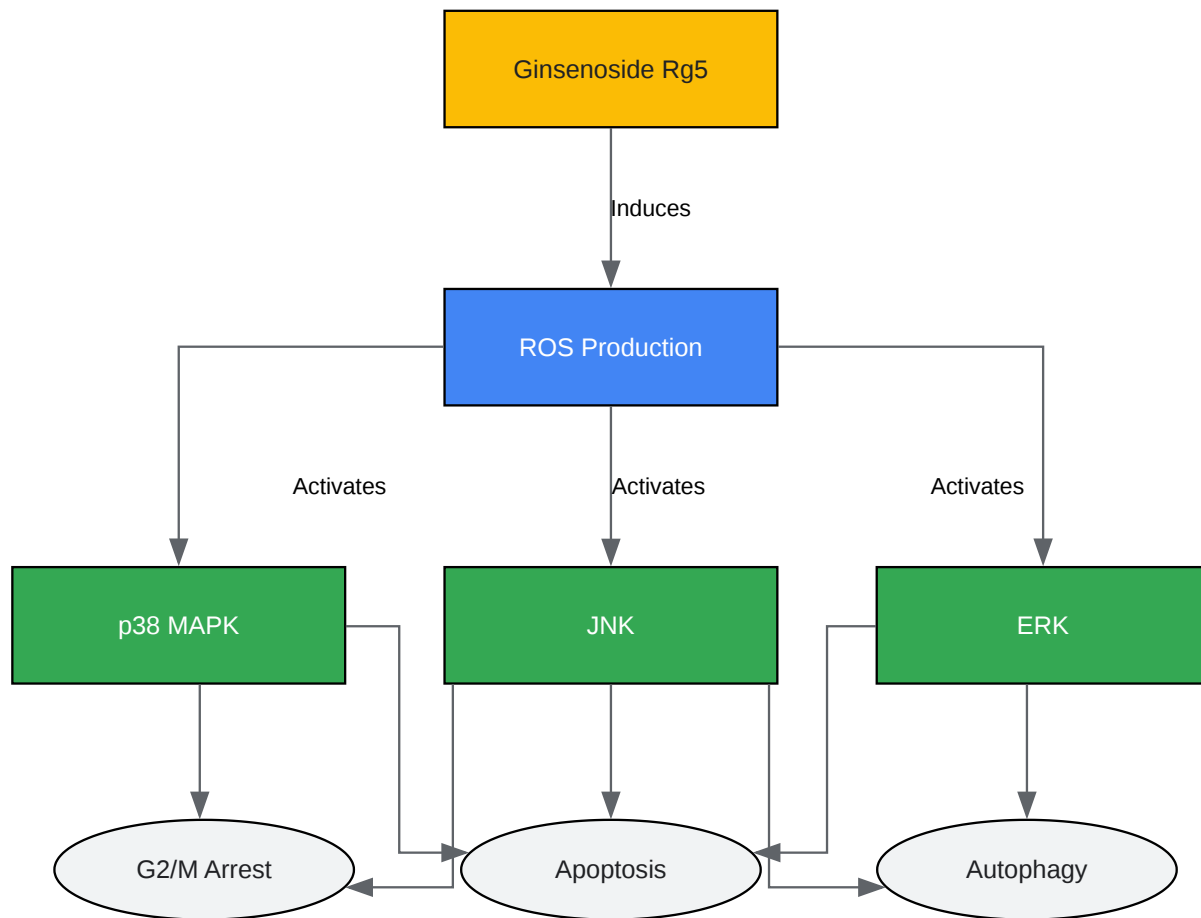 Ginsenoside Rg5
Induces
ROS Production
Activates
Activates
Activates
p38 MAPK
JNK
ERK
G2/M Arrest
Apoptosis
Autophagy